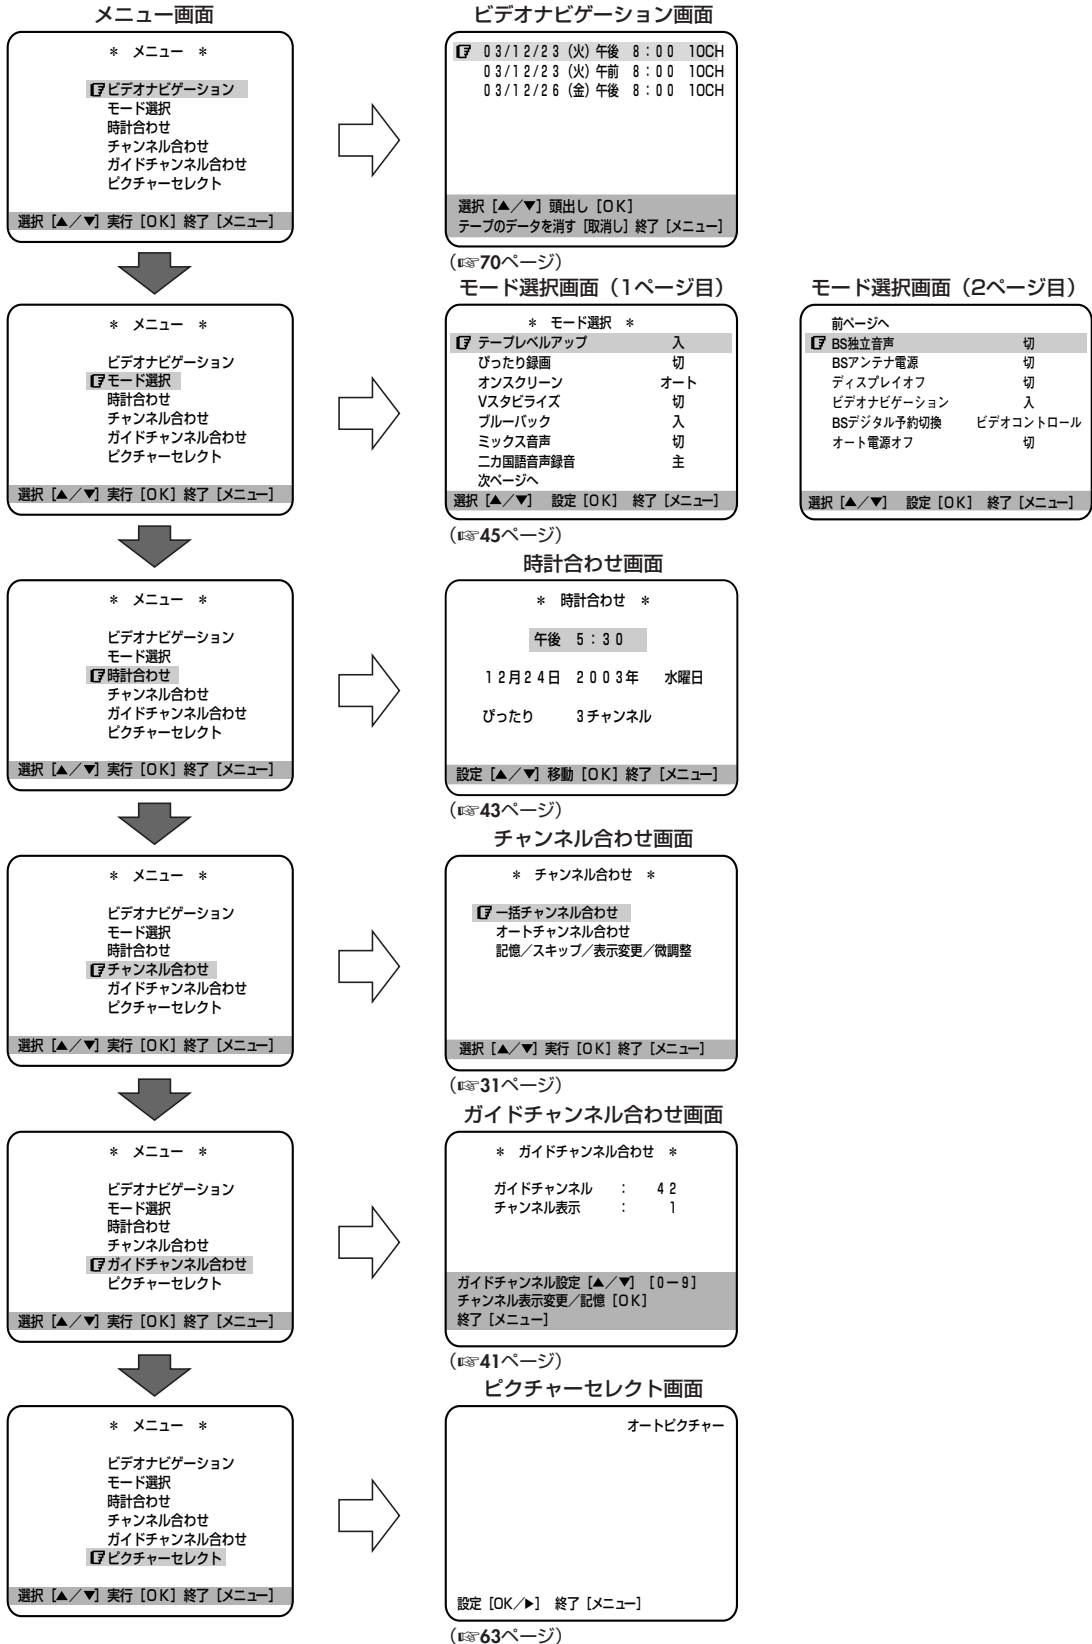 メニュー画面
＊ メニュー ＊
☞ビデオナビゲーション
モード選択
時計合わせ
チャンネル合わせ
ガイドチャンネル合わせ
ピクチャーセレクト
選択［▲／▼］実行［OK］終了［メニュー］
ビデオナビゲーション画面
☞ 03/12/23（火）午後 8：00 10CH
03/12/23（火）午前 8：00 10CH
03/12/26（金）午後 8：00 10CH
選択［▲／▼］頭出し［OK］
テープのデータを消す［取消し］終了［メニュー］
（☞70ページ）
＊ メニュー ＊
ビデオナビゲーション
☞モード選択
時計合わせ
チャンネル合わせ
ガイドチャンネル合わせ
ピクチャーセレクト
選択［▲／▼］実行［OK］終了［メニュー］
モード選択画面（1ページ目）
＊ モード選択 ＊
☞ テープレベルアップ 入
ぴったり録画 切
オンスクリーン オート
Vスタビライズ 切
ブルーバック 入
ミックス音声 切
二カ国語音声録音 主
次ページへ
選択［▲／▼］ 設定［OK］ 終了［メニュー］
（☞45ページ）
モード選択画面（2ページ目）
前ページへ
☞ BS独立音声 切
BSアンテナ電源 切
ディスプレイオフ 切
ビデオナビゲーション 入
BSデジタル予約切換 ビデオコントロール
オート電源オフ 切
選択［▲／▼］ 設定［OK］ 終了［メニュー］
＊ メニュー ＊
ビデオナビゲーション
モード選択
☞時計合わせ
チャンネル合わせ
ガイドチャンネル合わせ
ピクチャーセレクト
選択［▲／▼］実行［OK］終了［メニュー］
時計合わせ画面
＊ 時計合わせ ＊
午後 5：30
12月24日 2003年 水曜日
ぴったり 3チャンネル
設定［▲／▼］移動［OK］終了［メニュー］
（☞43ページ）
＊ メニュー ＊
ビデオナビゲーション
モード選択
時計合わせ
☞チャンネル合わせ
ガイドチャンネル合わせ
ピクチャーセレクト
選択［▲／▼］実行［OK］終了［メニュー］
チャンネル合わせ画面
＊ チャンネル合わせ ＊
☞ 一括チャンネル合わせ
オートチャンネル合わせ
記憶／スキップ／表示変更／微調整
選択［▲／▼］実行［OK］終了［メニュー］
（☞31ページ）
＊ メニュー ＊
ビデオナビゲーション
モード選択
時計合わせ
チャンネル合わせ
☞ガイドチャンネル合わせ
ピクチャーセレクト
選択［▲／▼］実行［OK］終了［メニュー］
ガイドチャンネル合わせ画面
＊ ガイドチャンネル合わせ ＊
ガイドチャンネル ： 42
チャンネル表示 ： 1
ガイドチャンネル設定［▲／▼］［0－9］
チャンネル表示変更／記憶［OK］
終了［メニュー］
（☞41ページ）
＊ メニュー ＊
ビデオナビゲーション
モード選択
時計合わせ
チャンネル合わせ
ガイドチャンネル合わせ
☞ピクチャーセレクト
選択［▲／▼］実行［OK］終了［メニュー］
ピクチャーセレクト画面
オートピクチャー
設定［OK／▶］ 終了［メニュー］
（☞63ページ）